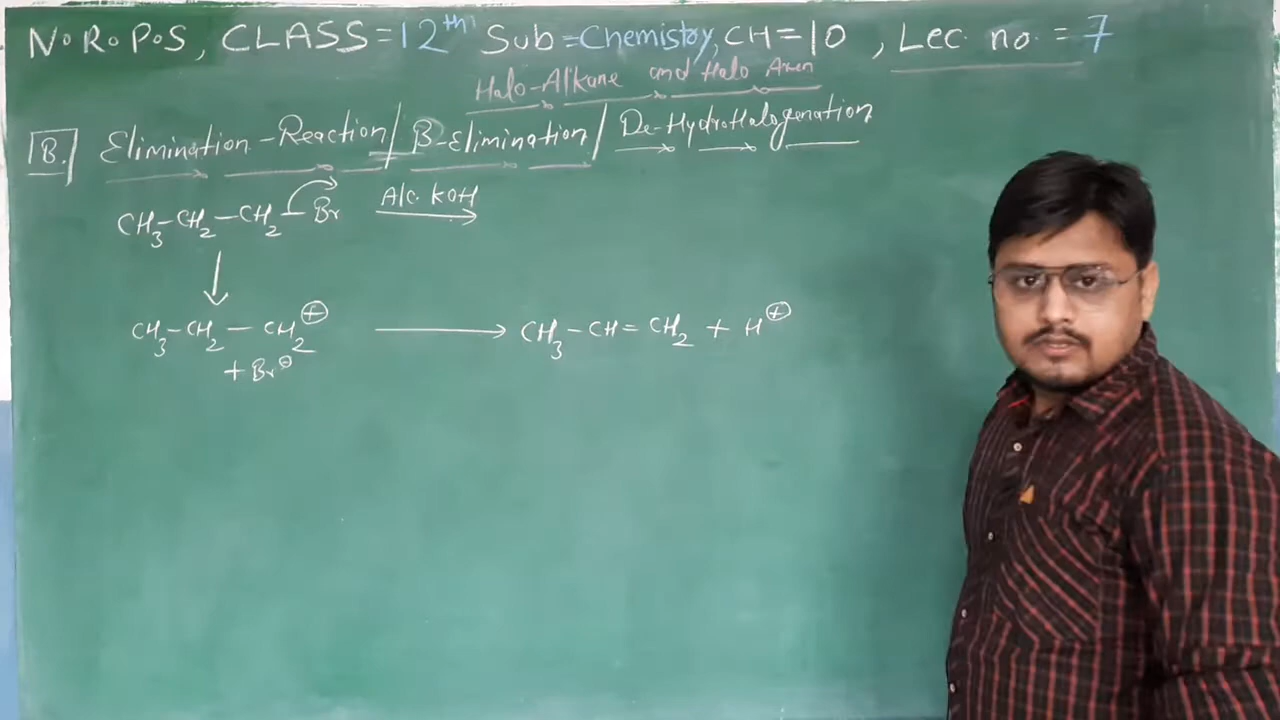 N.R.P.S, CLASS=12th Sub=Chemistry, CH=10, Lec no. = 7
Halo-Alkane and Halo Aren
B. Elimination-Reaction/β-Elimination/De-HydroHalogenation
CH3-CH2-CH2-Br Alc. KOH →
↓
CH3-CH2-CH2⊕ → CH3-CH=CH2 + H⊕
+ Br⊖